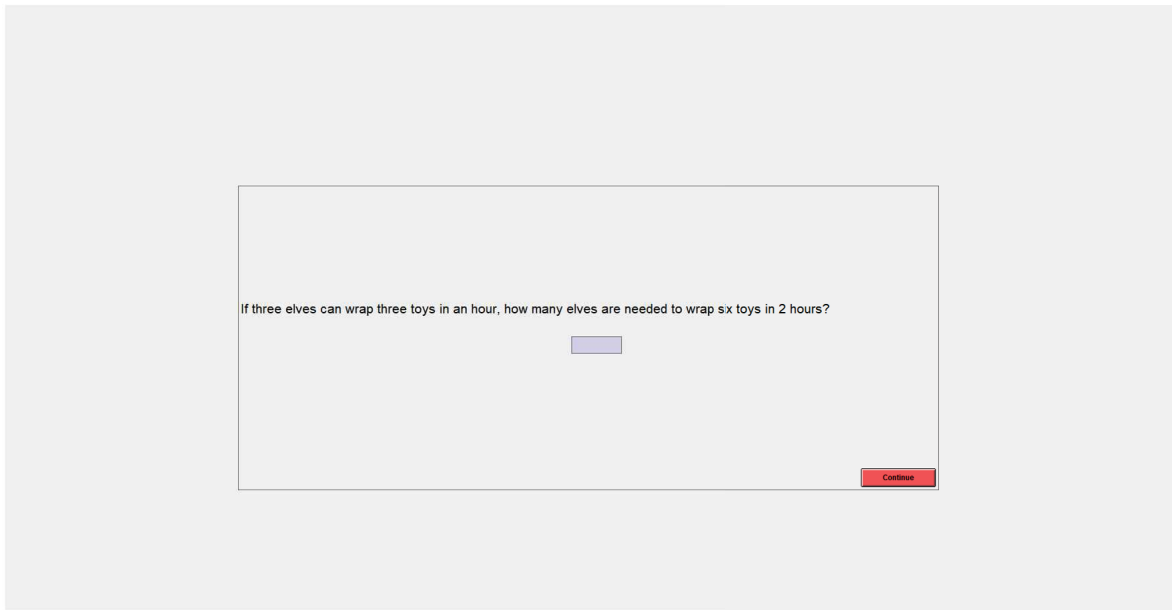 If three elves can wrap three toys in an hour, how many elves are needed to wrap six toys in 2 hours?
Continue